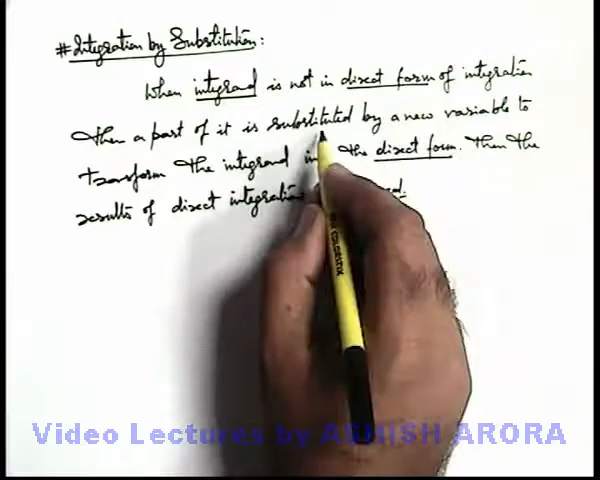 # Integration by Substitution:
When integrad is not in direct form of integration
then a part of it is substituted by a new variable to
transform the integrand in the direct form. Then the
results of direct integration
Video Lectures by ASHISH ARORA